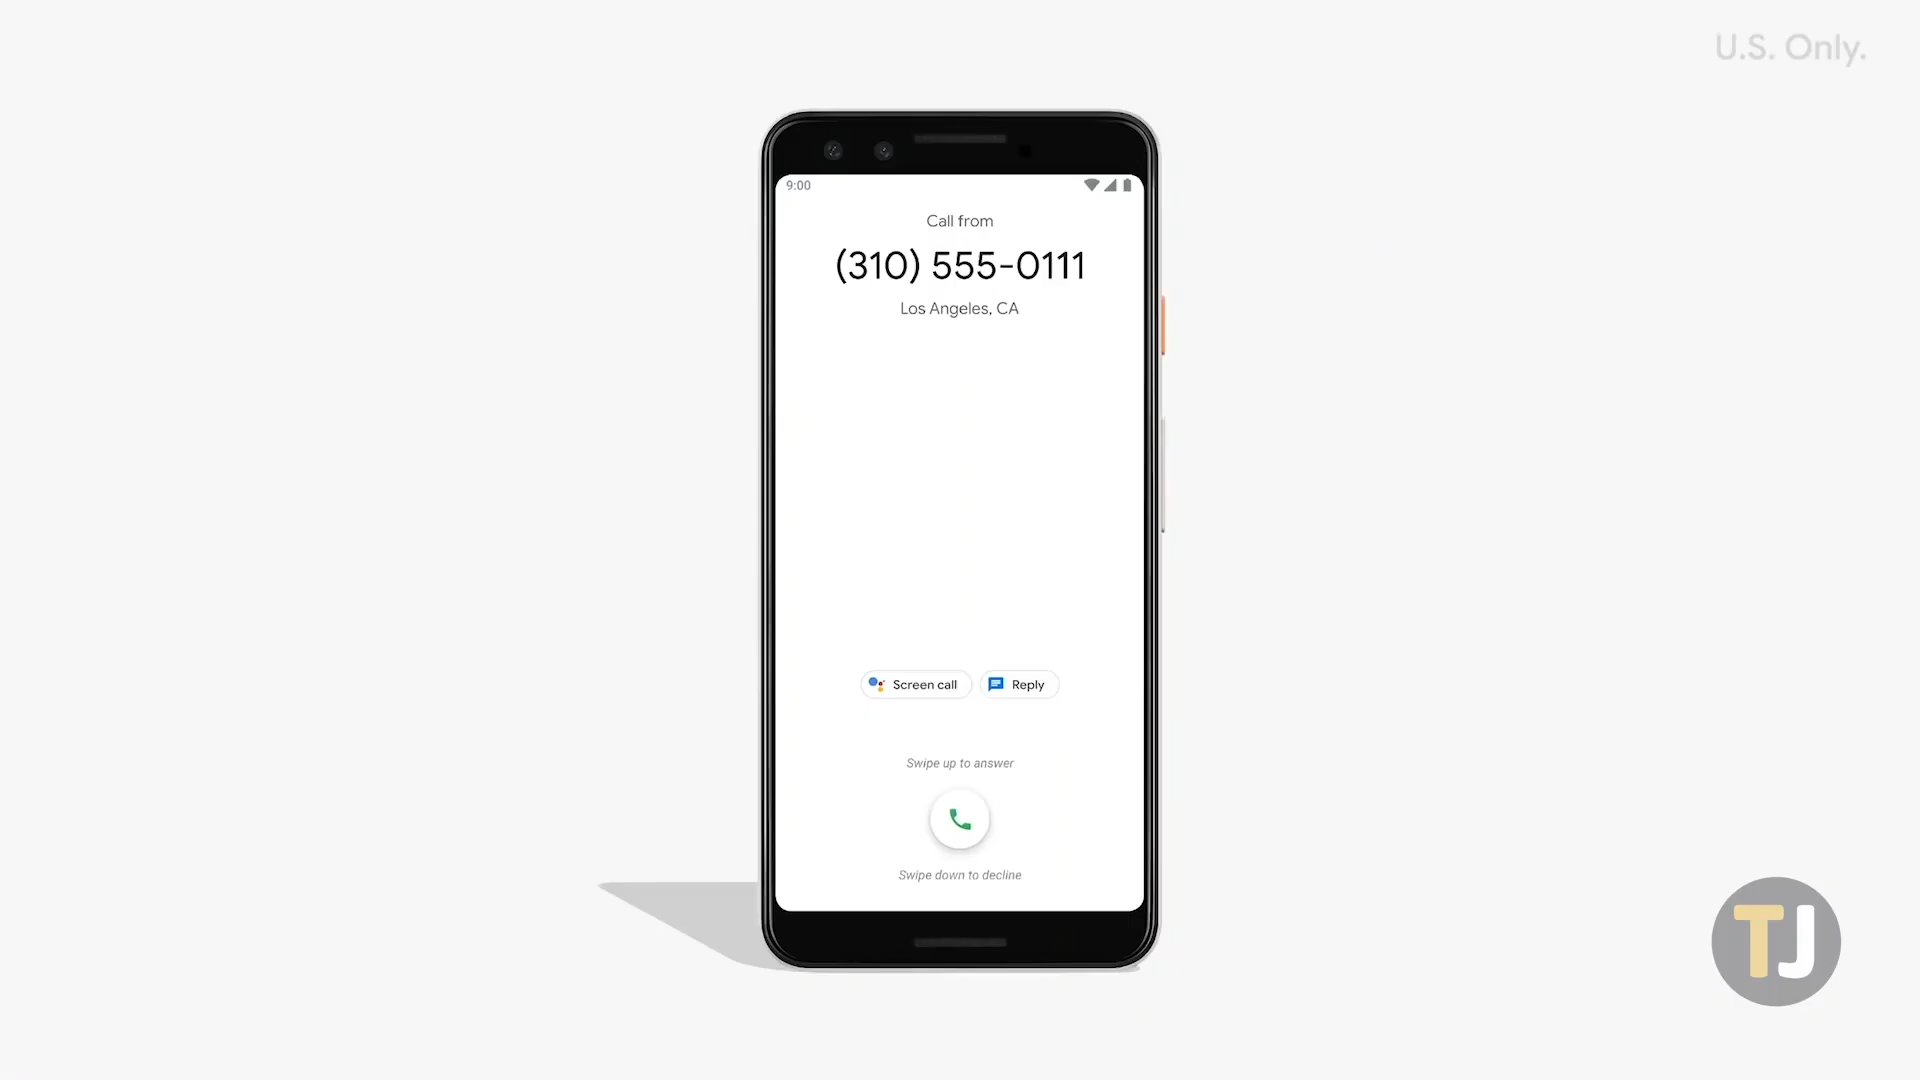 U.S. Only.
9:00
Call from
(310) 555-0111
Los Angeles, CA
Screen call
Reply
Swipe up to answer
Swipe down to decline
TJ